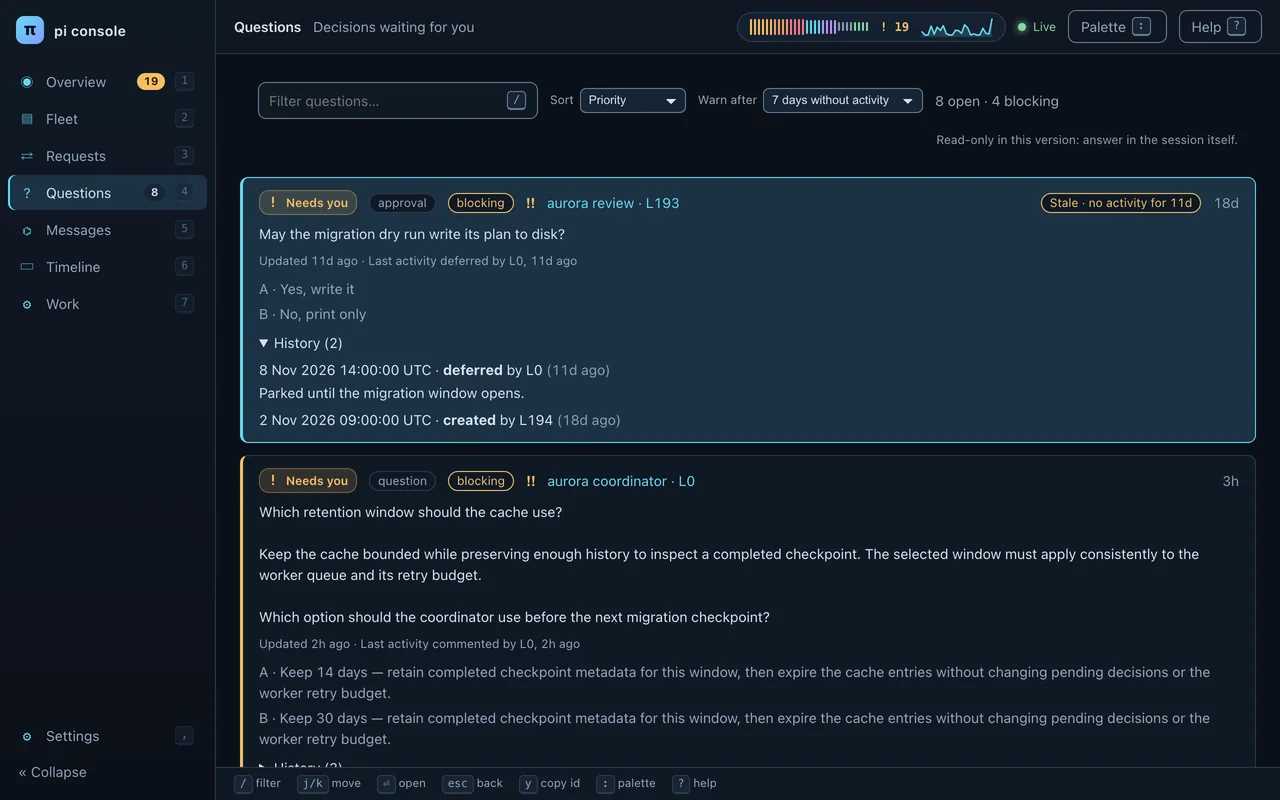 π pi console
Overview 19 1
Fleet 2
Requests 3
? Questions 8 4
Messages 5
Timeline 6
Work 7
Settings ,
« Collapse
Questions Decisions waiting for you
! 19
Live
Palette :
Help ?
Filter questions... /
Sort Priority
Warn after 7 days without activity
8 open · 4 blocking
Read-only in this version: answer in the session itself.
! Needs you approval blocking !! aurora review · L193 Stale · no activity for 11d 18d
May the migration dry run write its plan to disk?
Updated 11d ago · Last activity deferred by L0, 11d ago
A · Yes, write it
B · No, print only
▼ History (2)
8 Nov 2026 14:00:00 UTC · deferred by L0 (11d ago)
Parked until the migration window opens.
2 Nov 2026 09:00:00 UTC · created by L194 (18d ago)
! Needs you question blocking !! aurora coordinator · L0 3h
Which retention window should the cache use?
Keep the cache bounded while preserving enough history to inspect a completed checkpoint. The selected window must apply consistently to the
worker queue and its retry budget.
Which option should the coordinator use before the next migration checkpoint?
Updated 2h ago · Last activity commented by L0, 2h ago
A · Keep 14 days — retain completed checkpoint metadata for this window, then expire the cache entries without changing pending decisions or the
worker retry budget.
B · Keep 30 days — retain completed checkpoint metadata for this window, then expire the cache entries without changing pending decisions or the
worker retry budget.
History
/ filter j/k move ⏎ open esc back y copy id : palette ? help